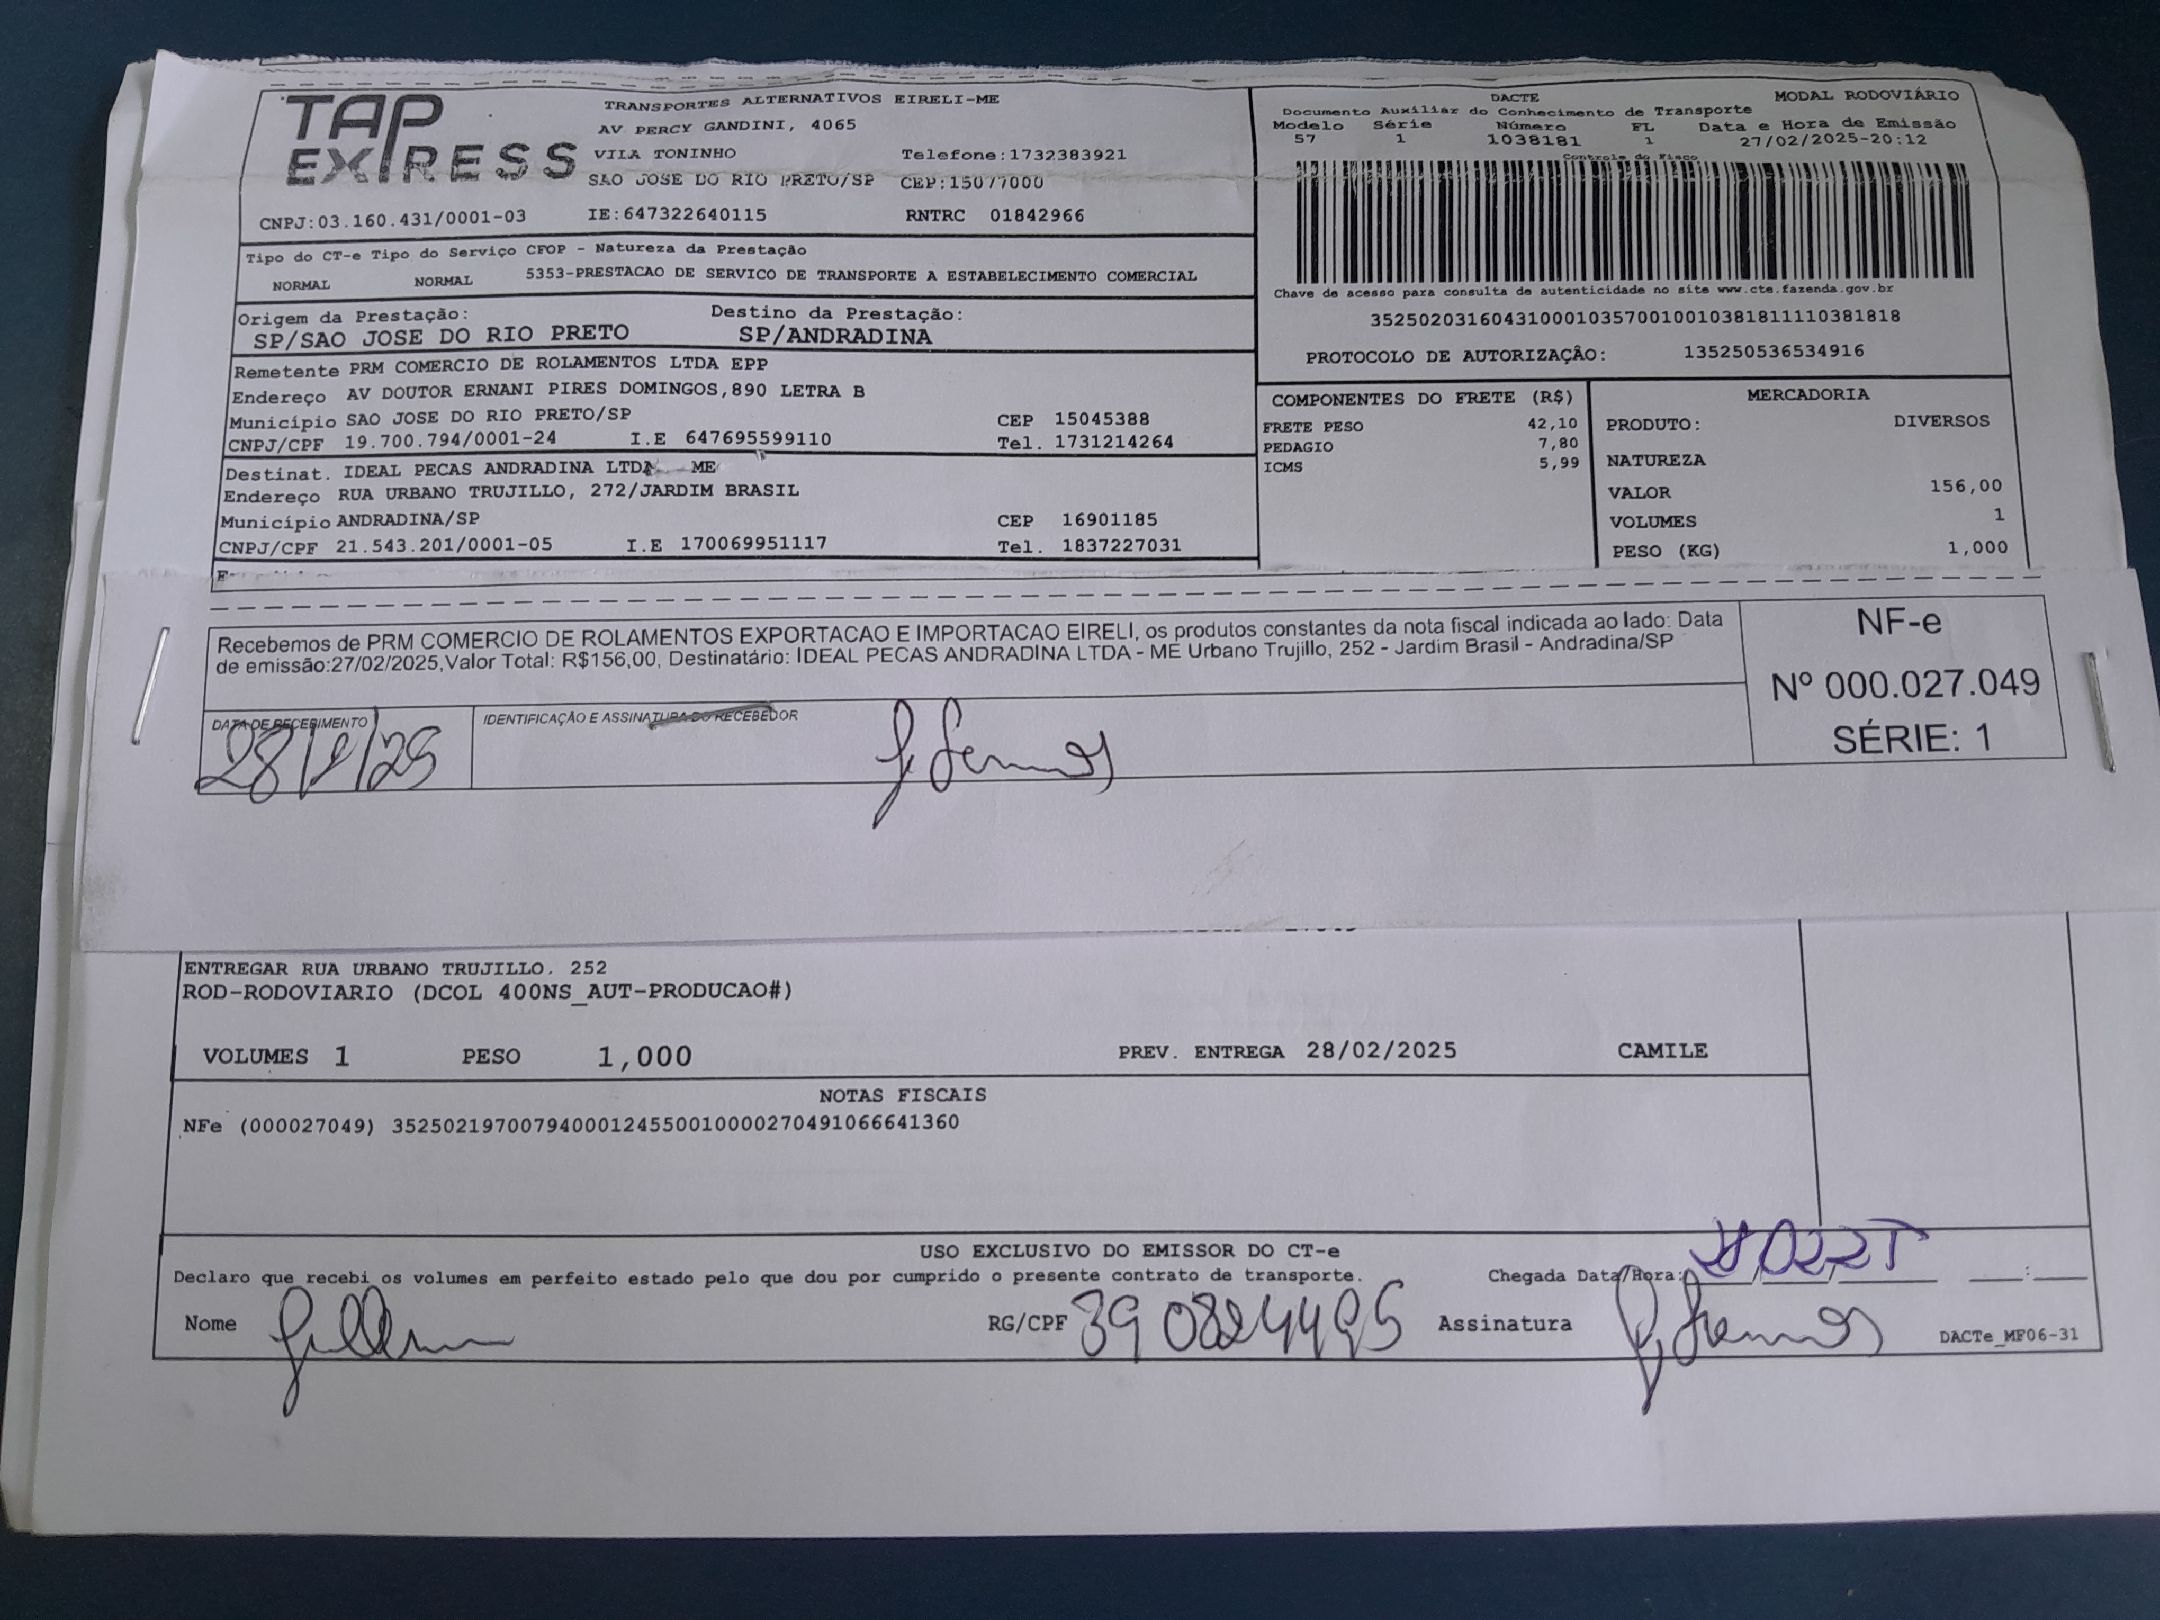 TAP EXPRESS
TRANSPORTES ALTERNATIVOS EIRELI-ME
AV PERCY GANDINI, 4065
VILA TONINHO Telefone:1732383921
SAO JOSE DO RIO PRETO/SP CEP:15077000
CNPJ:03.160.431/0001-03 IE:647322640115 RNTRC 01842966
DACTE MODAL RODOVIÁRIO
Documento Auxiliar do Conhecimento de Transporte
Modelo Série Número FL Data e Hora de Emissão
57 1 1038181 1 27/02/2025-20:12
Controle do Fisco
Chave de acesso para consulta de autenticidade no site www.cte.fazenda.gov.br
35250203160431000103570010010381811110381818
PROTOCOLO DE AUTORIZAÇÃO: 135250536534916
Tipo do CT-e Tipo do Serviço CFOP - Natureza da Prestação
NORMAL NORMAL 5353-PRESTACAO DE SERVICO DE TRANSPORTE A ESTABELECIMENTO COMERCIAL
Origem da Prestação: Destino da Prestação:
SP/SAO JOSE DO RIO PRETO SP/ANDRADINA
Remetente PRM COMERCIO DE ROLAMENTOS LTDA EPP
Endereço AV DOUTOR ERNANI PIRES DOMINGOS,890 LETRA B
Município SAO JOSE DO RIO PRETO/SP CEP 15045388
CNPJ/CPF 19.700.794/0001-24 I.E 647695599110 Tel. 1731214264
Destinat. IDEAL PECAS ANDRADINA LTDA ME
Endereço RUA URBANO TRUJILLO, 272/JARDIM BRASIL
Município ANDRADINA/SP CEP 16901185
CNPJ/CPF 21.543.201/0001-05 I.E 170069951117 Tel. 1837227031
COMPONENTES DO FRETE (R$)
FRETE PESO 42,10
PEDAGIO 7,80
ICMS 5,99
MERCADORIA
PRODUTO: DIVERSOS
NATUREZA
VALOR 156,00
VOLUMES 1
PESO (KG) 1,000
Recebemos de PRM COMERCIO DE ROLAMENTOS EXPORTACAO E IMPORTACAO EIRELI, os produtos constantes da nota fiscal indicada ao lado: Data
de emissão:27/02/2025,Valor Total: R$156,00, Destinatário: IDEAL PECAS ANDRADINA LTDA - ME Urbano Trujillo, 252 - Jardim Brasil - Andradina/SP
NF-e
Nº 000.027.049
SÉRIE: 1
DATA DE RECEBIMENTO
28/2/25
IDENTIFICAÇÃO E ASSINATURA DO RECEBEDOR
ENTREGAR RUA URBANO TRUJILLO, 252
ROD-RODOVIARIO (DCOL 400NS_AUT-PRODUCAO#)
VOLUMES 1 PESO 1,000 PREV. ENTREGA 28/02/2025 CAMILE
NOTAS FISCAIS
NFe (000027049) 35250219700794000124550010000270491066641360
USO EXCLUSIVO DO EMISSOR DO CT-e
Declaro que recebi os volumes em perfeito estado pelo que dou por cumprido o presente contrato de transporte. Chegada Data/Hora:
Nome RG/CPF Assinatura
DACTe_MF06-31